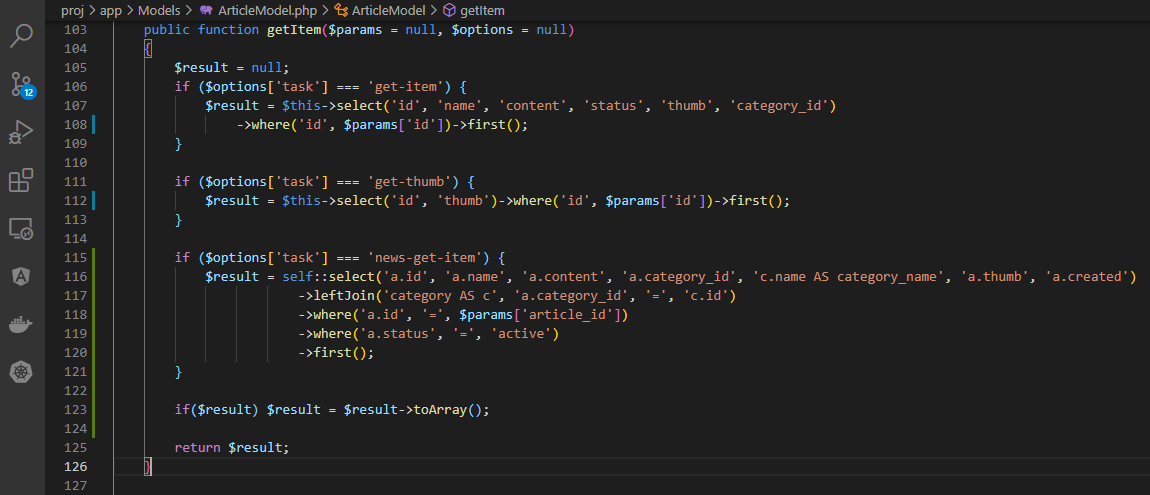 proj > app > Models > ArticleModel.php > ArticleModel > getItem
103 public function getItem($params = null, $options = null)
104 {
105 $result = null;
106 if ($options['task'] === 'get-item') {
107 $result = $this->select('id', 'name', 'content', 'status', 'thumb', 'category_id')
108 ->where('id', $params['id'])->first();
109 }
110
111 if ($options['task'] === 'get-thumb') {
112 $result = $this->select('id', 'thumb')->where('id', $params['id'])->first();
113 }
114
115 if ($options['task'] === 'news-get-item') {
116 $result = self::select('a.id', 'a.name', 'a.content', 'a.category_id', 'c.name AS category_name', 'a.thumb', 'a.created')
117 ->leftJoin('category AS c', 'a.category_id', '=', 'c.id')
118 ->where('a.id', '=', $params['article_id'])
119 ->where('a.status', '=', 'active')
120 ->first();
121 }
122
123 if($result) $result = $result->toArray();
124
125 return $result;
126 }
127
12